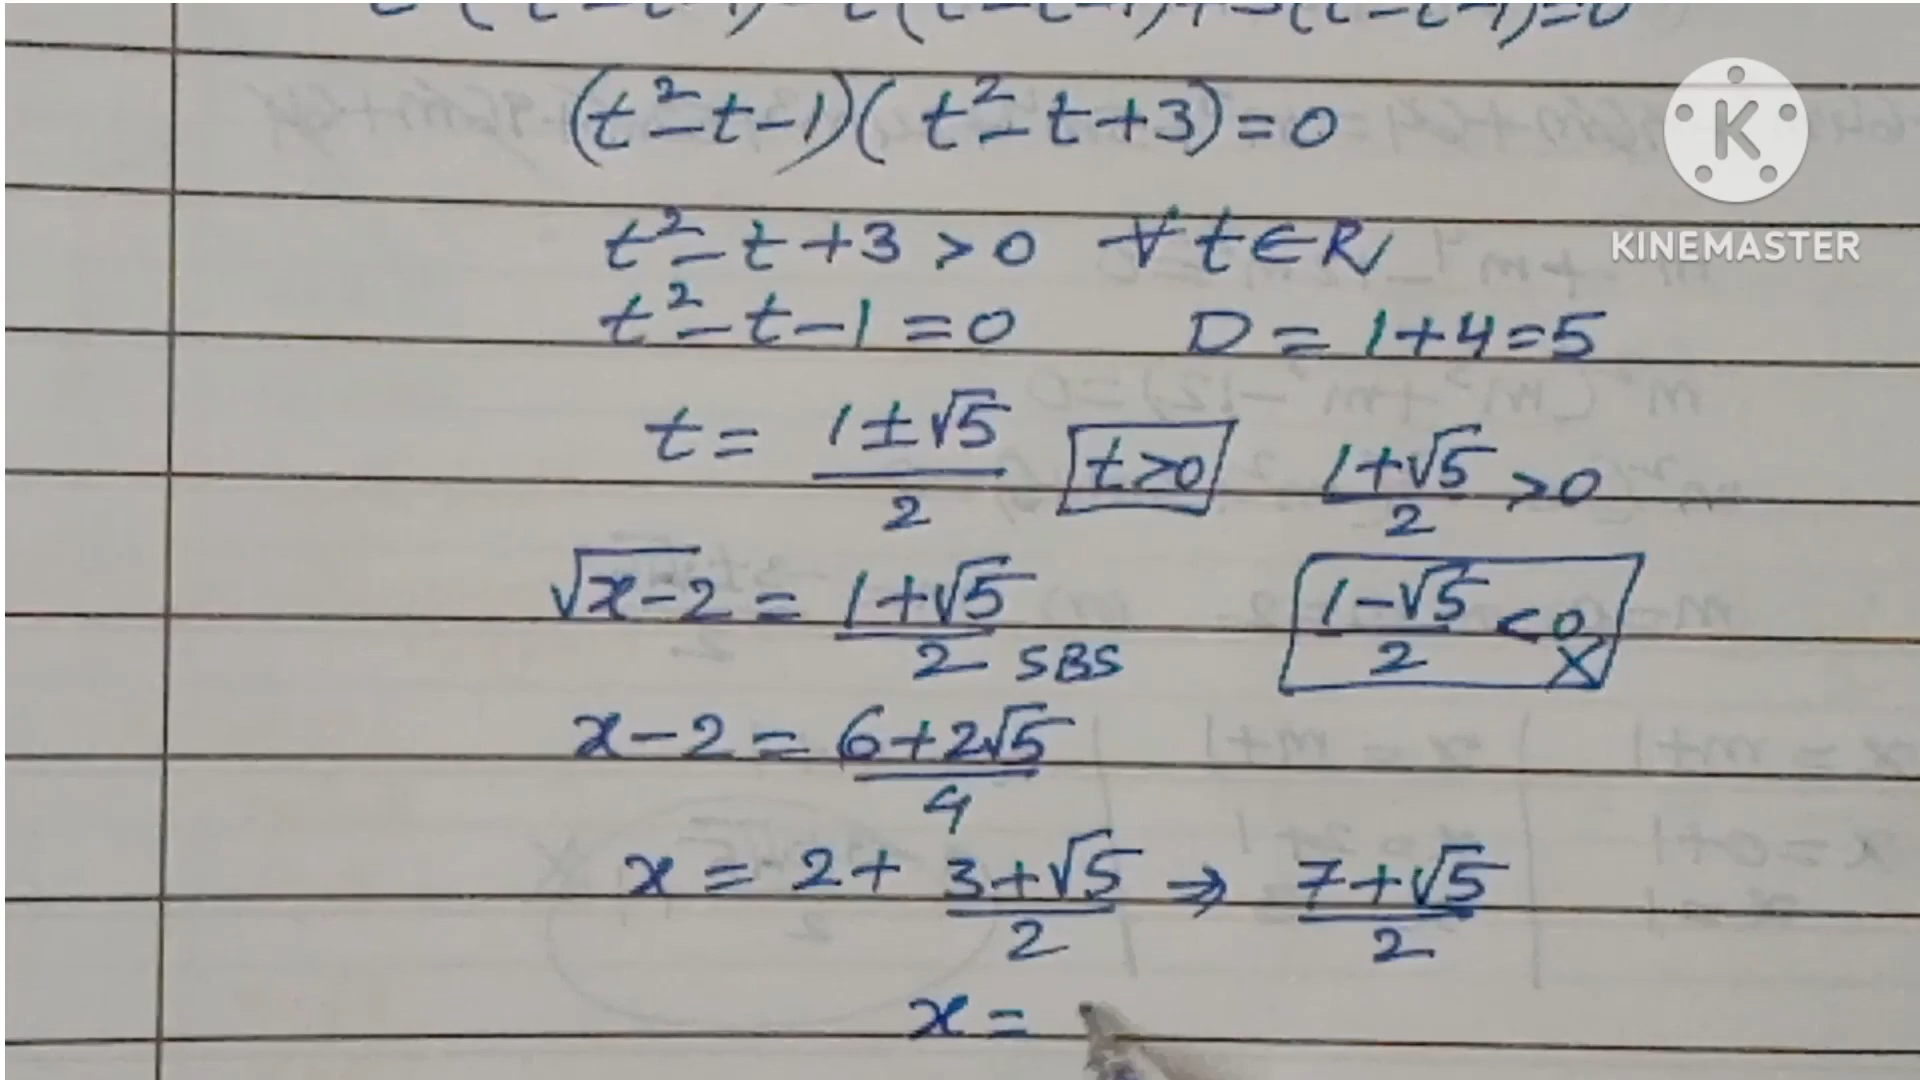 (t²-t-1)(t²-t+3)=0
t²-t+3>0 ∀ t∈R
t²-t-1=0 D=1+4=5
t= (1±√5)/2 t>0 (1+√5)/2 >0
√x-2 = (1+√5)/2 SBS (1-√5)/2 <0 X
x-2= (6+2√5)/4
x=2+ (3+√5)/2 ⇒ (7+√5)/2
x=
K
KINEMASTER